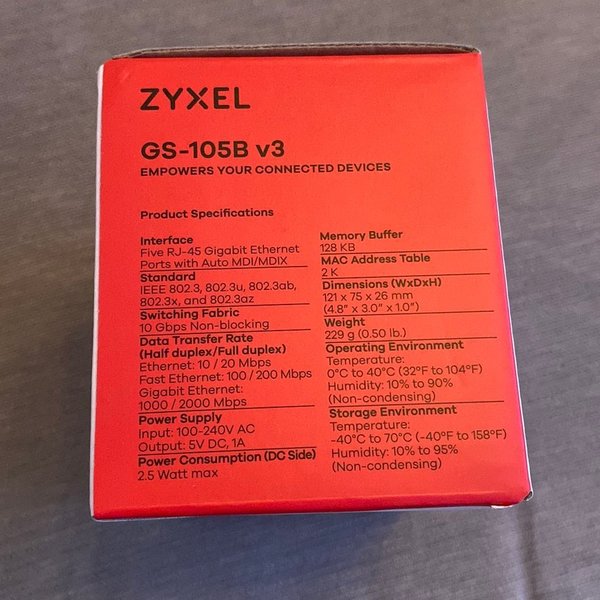 ZYXEL
GS-105B v3
EMPOWERS YOUR CONNECTED DEVICES
Product Specifications
Interface
Five RJ-45 Gigabit Ethernet
Ports with Auto MDI/MDIX
Standard
IEEE 802.3, 802.3u, 802.3ab,
802.3x, and 802.3az
Switching Fabric
10 Gbps Non-blocking
Data Transfer Rate
(Half duplex/Full duplex)
Ethernet: 10 / 20 Mbps
Fast Ethernet: 100 / 200 Mbps
Gigabit Ethernet:
1000 / 2000 Mbps
Power Supply
Input: 100-240V AC
Output: 5V DC, 1A
Power Consumption (DC Side)
2.5 Watt max
Memory Buffer
128 KB
MAC Address Table
2 K
Dimensions (WxDxH)
121 x 75 x 26 mm
(4.8” x 3.0” x 1.0”)
Weight
229 g (0.50 lb.)
Operating Environment
Temperature:
0°C to 40°C (32°F to 104°F)
Humidity: 10% to 90%
(Non-condensing)
Storage Environment
Temperature:
-40°C to 70°C (-40°F to 158°F)
Humidity: 10% to 95%
(Non-condensing)